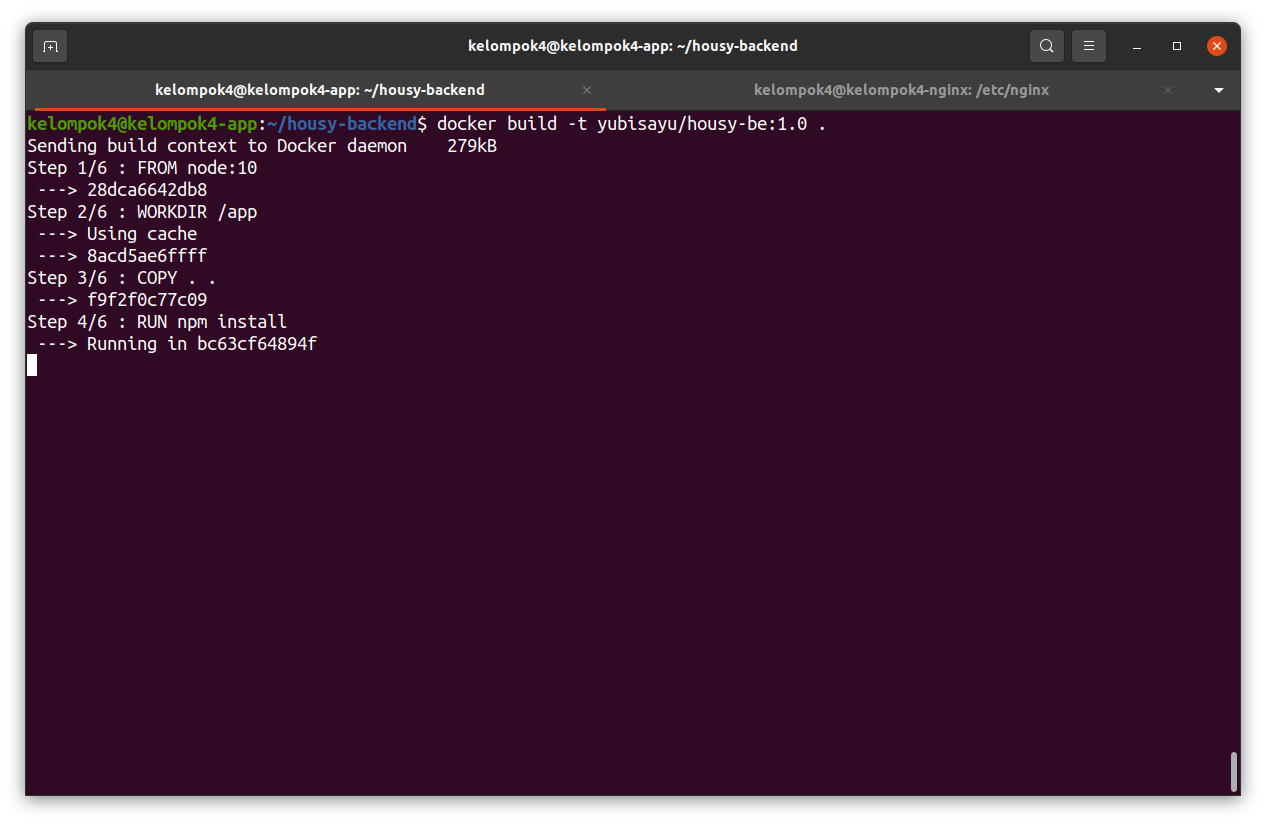 kelompok4@kelompok4-app: ~/housy-backend
kelompok4@kelompok4-app: ~/housy-backend
kelompok4@kelompok4-nginx: /etc/nginx
kelompok4@kelompok4-app:~/housy-backend$ docker build -t yubisayu/housy-be:1.0 .
Sending build context to Docker daemon    279kB
Step 1/6 : FROM node:10
 ---> 28dca6642db8
Step 2/6 : WORKDIR /app
 ---> Using cache
 ---> 8acd5ae6ffff
Step 3/6 : COPY . .
 ---> f9f2f0c77c09
Step 4/6 : RUN npm install
 ---> Running in bc63cf64894f